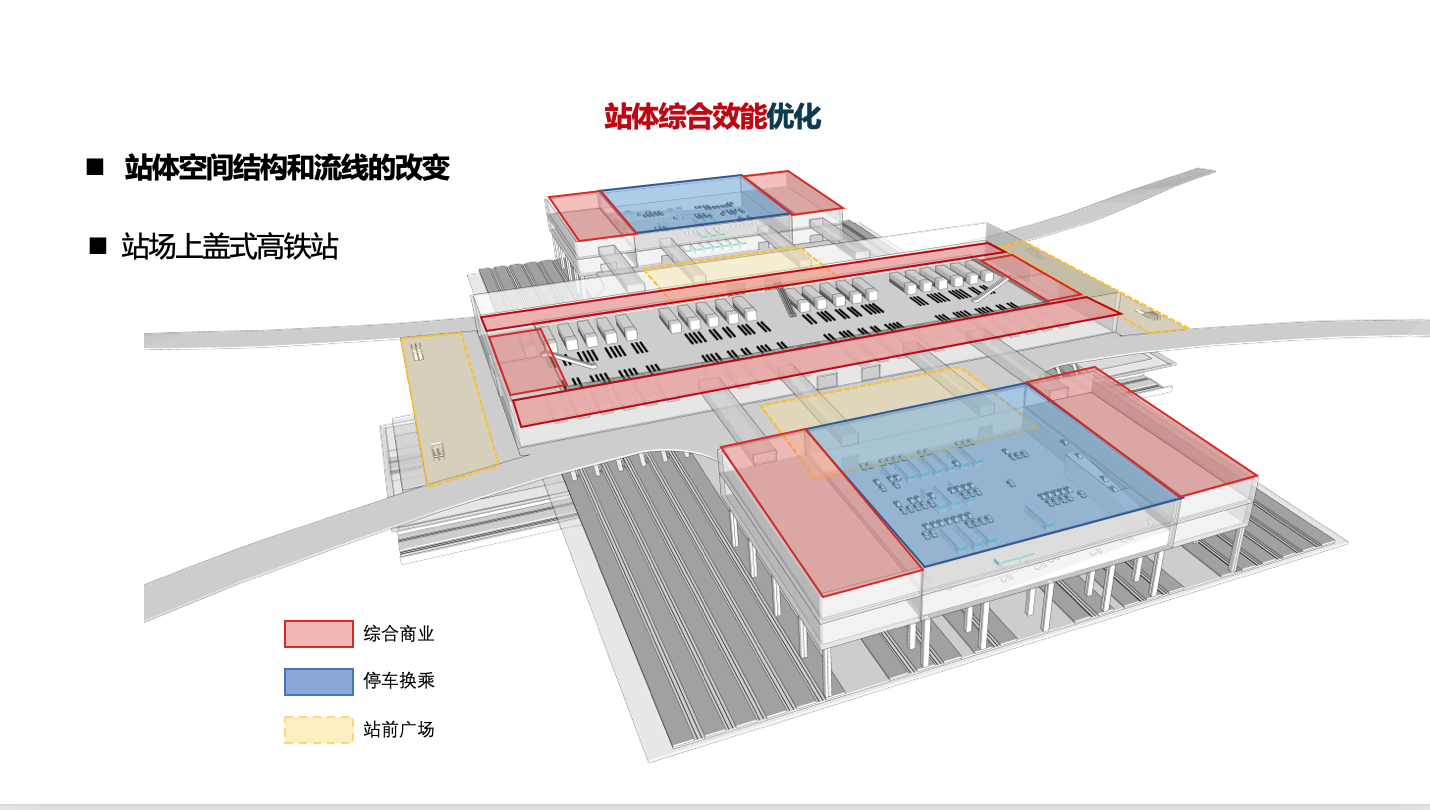 站体综合效能优化
■ 站体空间结构和流线的改变
■ 站场上盖式高铁站
综合商业
停车换乘
站前广场